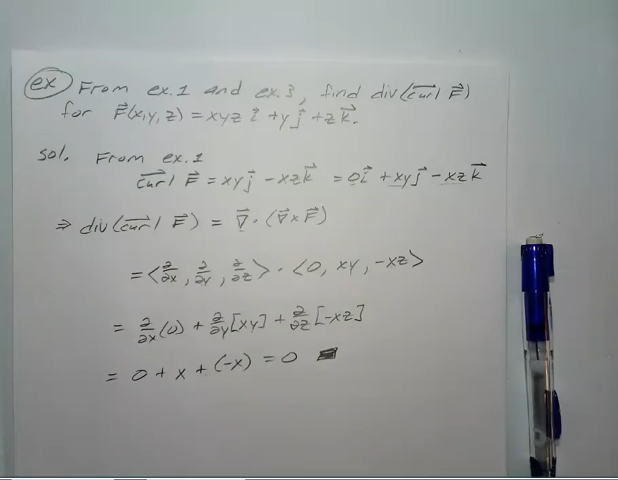 ex From ex.1 and ex.3, find div(curl F⃗)
for F⃗(x,y,z) = xyz i⃗ + y j⃗ + z k⃗.
sol. From ex.1
curl F⃗ = xy j⃗ - xz k⃗ = 0 i⃗ + xy j⃗ - xz k⃗
⇒ div(curl F⃗) = ∇⃗ · (∇⃗ × F⃗)
= <∂/∂x, ∂/∂y, ∂/∂z> · <0, xy, -xz>
= ∂/∂x (0) + ∂/∂y [xy] + ∂/∂z [-xz]
= 0 + x + (-x) = 0 ■